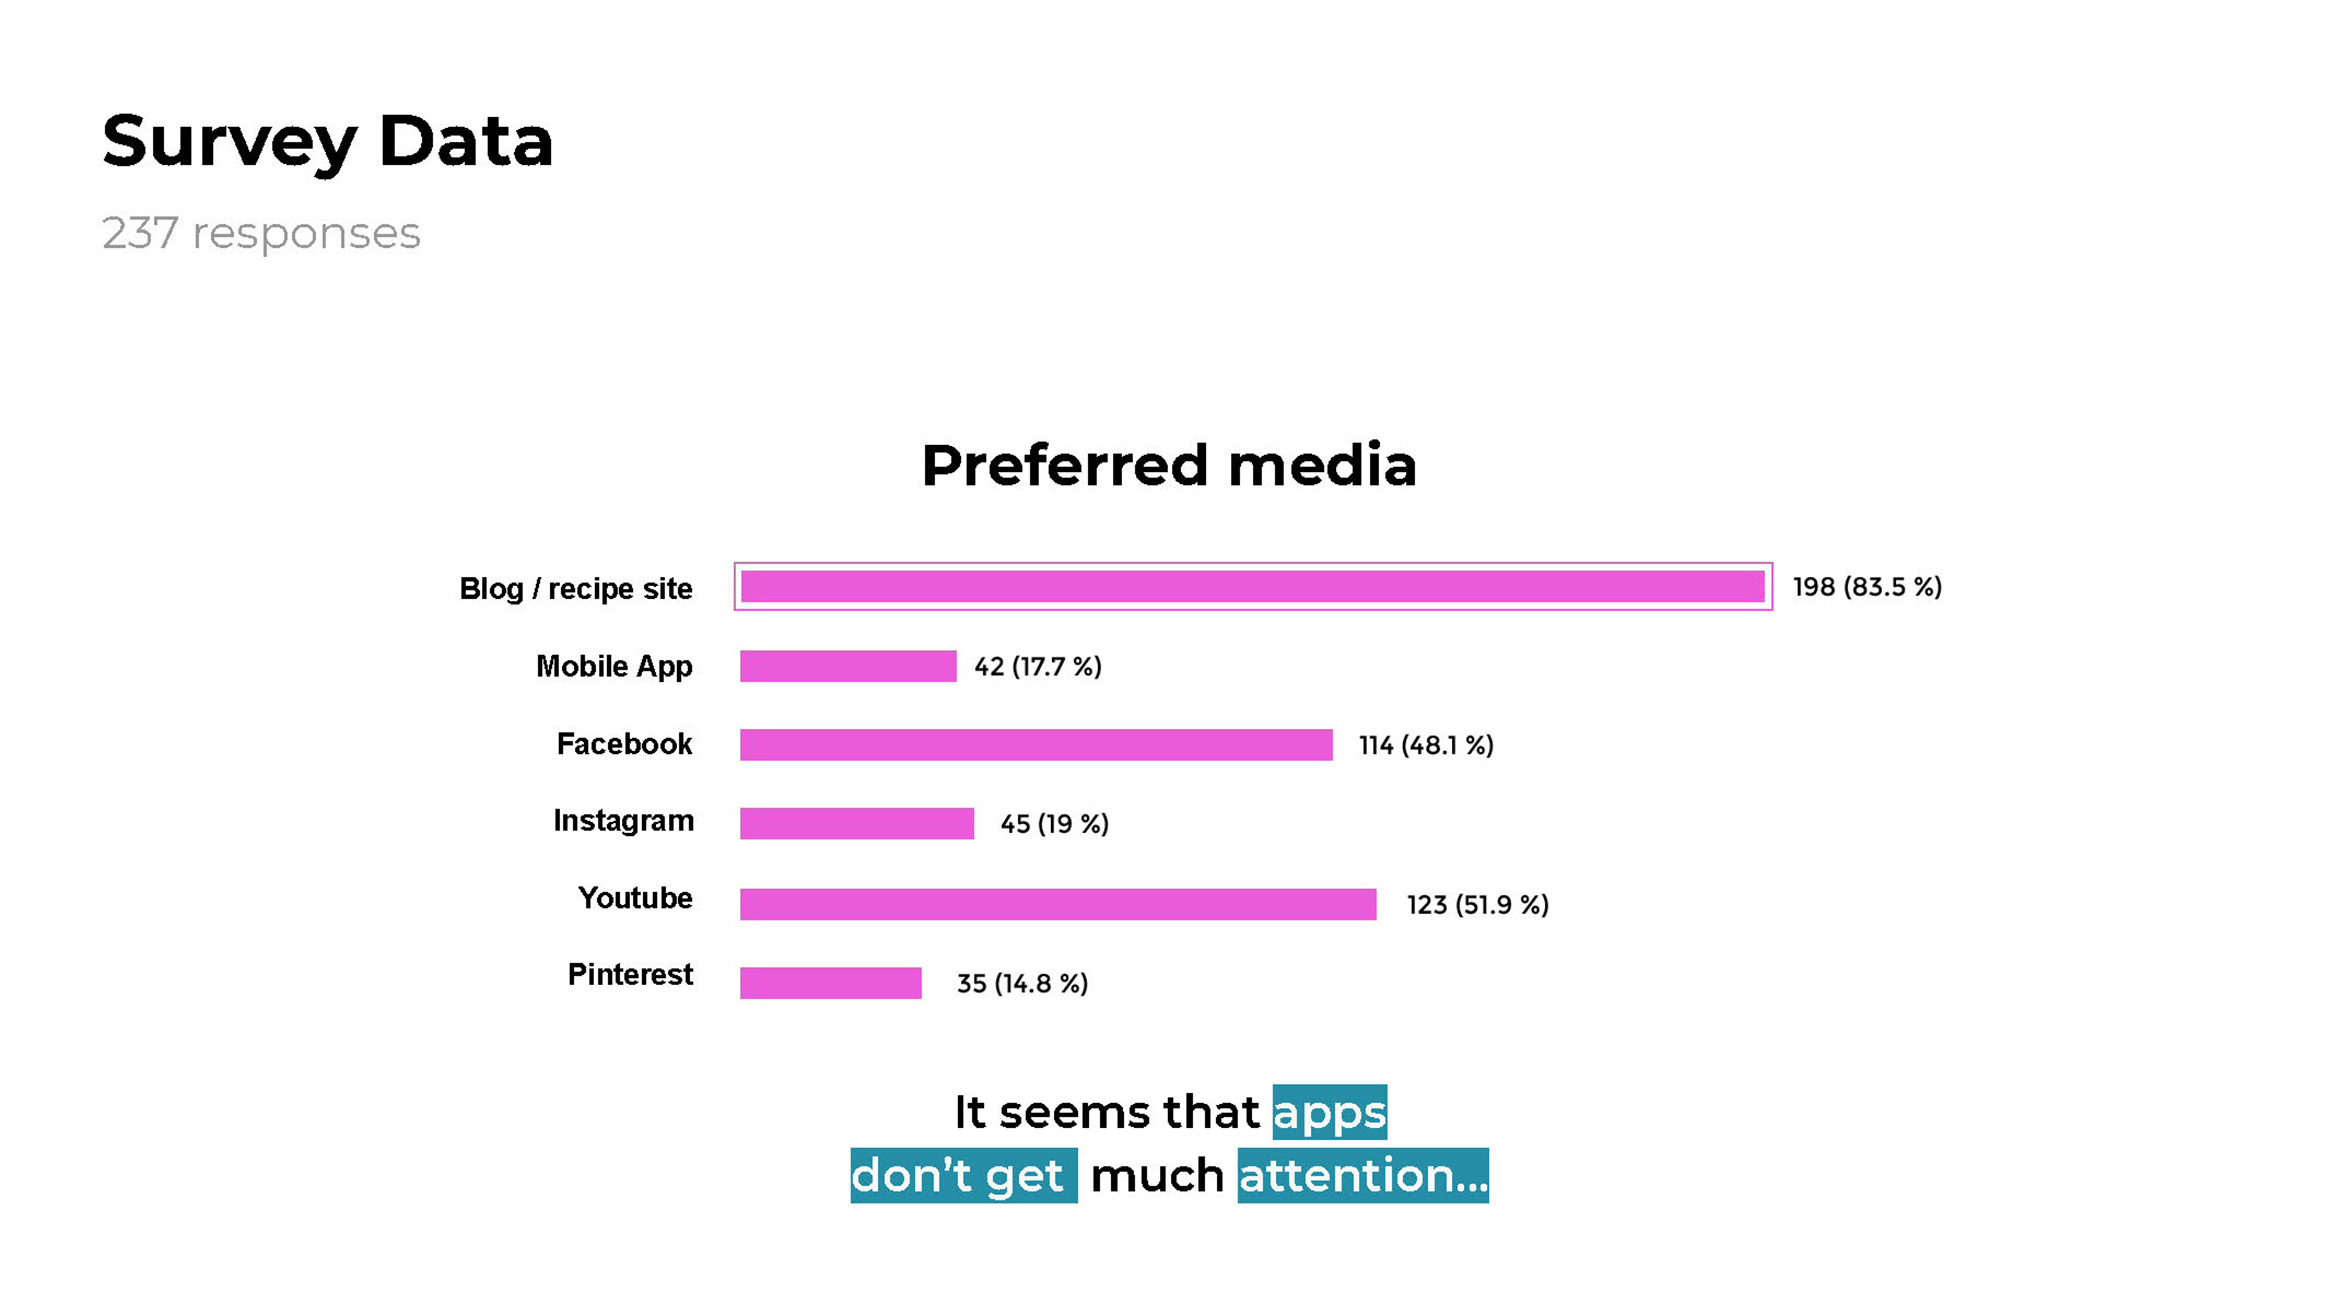 Survey Data
237 responses
Preferred media
Blog / recipe site 198 (83.5 %)
Mobile App 42 (17.7 %)
Facebook 114 (48.1 %)
Instagram 45 (19 %)
Youtube 123 (51.9 %)
Pinterest 35 (14.8 %)
It seems that apps
don't get much attention...